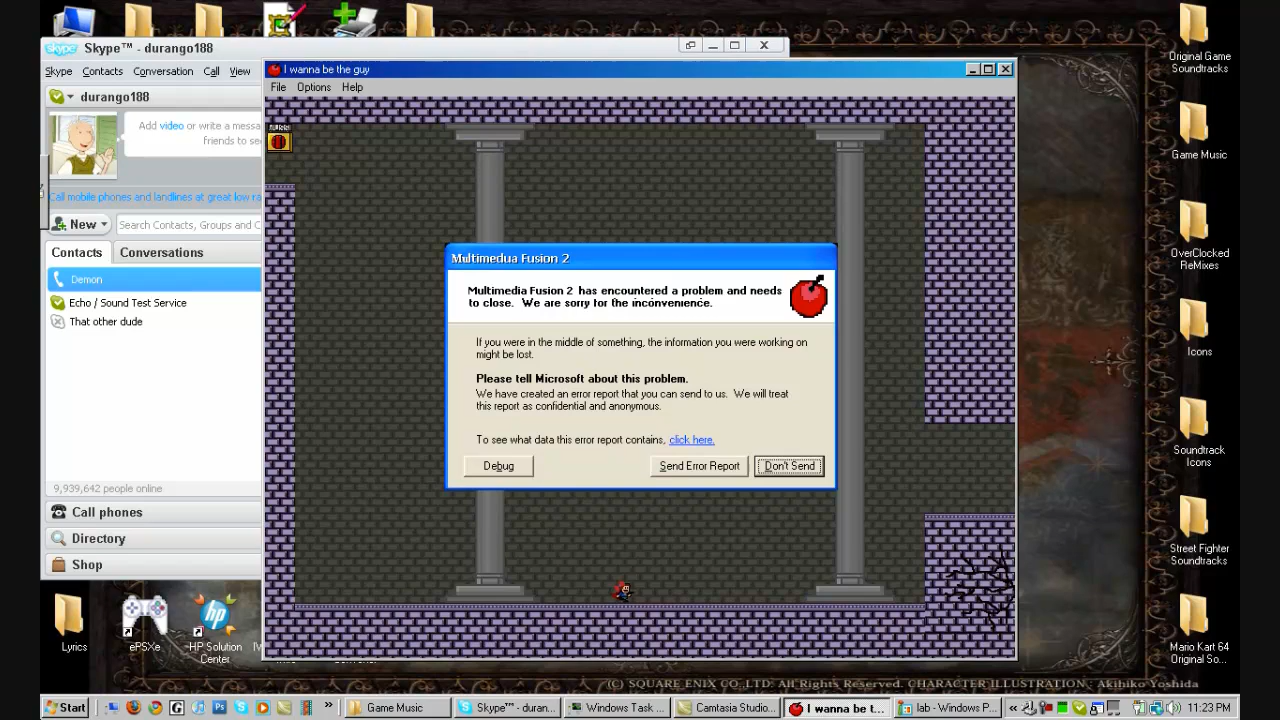 skype Skype™ - durango188
Skype Contacts Conversation Call View
durango188
Add video or write a messa
friends to see
Call mobile phones and landlines at great low ra
New
Search Contacts, Groups and C
Contacts Conversations
Demon
Echo / Sound Test Service
That other dude
9,939,642 people online
Call phones
Directory
Shop
I wanna be the guy
File Options Help
Multimedua Fusion 2
Multimedia Fusion 2 has encountered a problem and needs
to close. We are sorry for the inconvenience.
If you were in the middle of something, the information you were working on
might be lost.
Please tell Microsoft about this problem.
We have created an error report that you can send to us. We will treat
this report as confidential and anonymous.
To see what data this error report contains, click here.
Debug Send Error Report Don't Send
Original Game
Soundtracks
Game Music
OverClocked
ReMixes
Icons
Soundtrack
Icons
Street Fighter
Soundtracks
Mario Kart 64
Original So...
Lyrics
ePSXe
HP Solution
Center
(C) SQUARE ENIX CO.,LTD. All Rights Reserved. CHARACTER ILLUSTRATION : Akihiko Yoshida
Start
Game Music
Skype™ - duran...
Windows Task ...
Camtasia Studio...
I wanna be t...
lab - Windows P...
11:23 PM